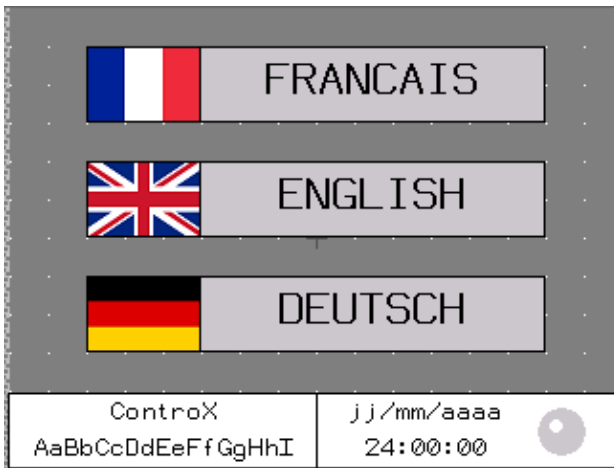 FRANCAIS
ENGLISH
DEUTSCH
ControX
AaBbCcDdEeFfGgHhI
jj/mm/aaaa
24:00:00